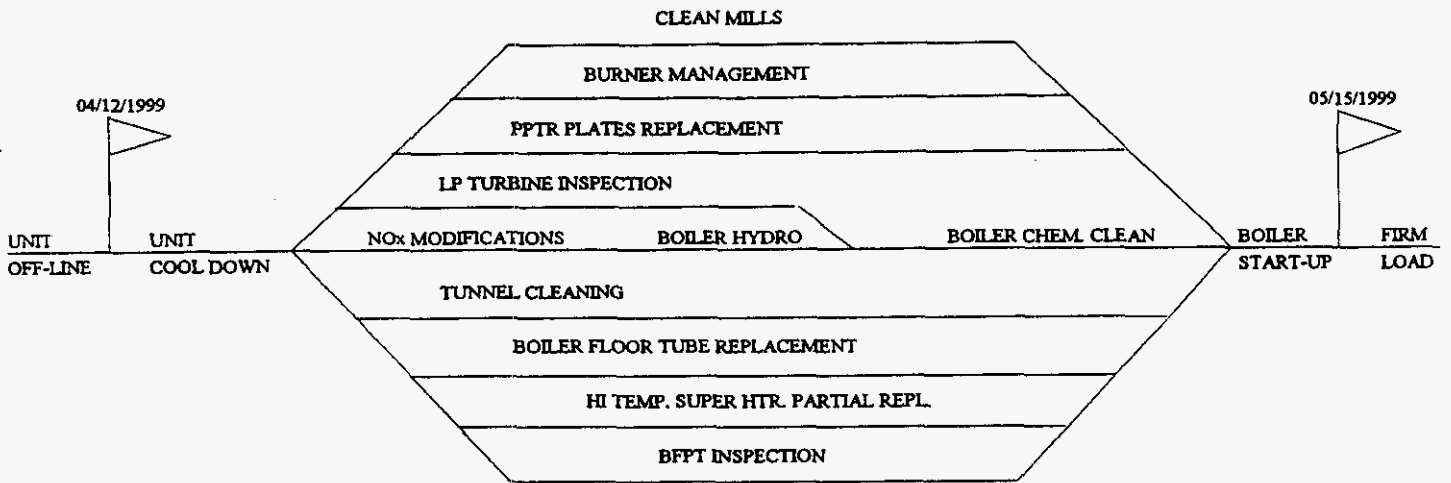 CLEAN MILLS
BURNER MANAGEMENT
04/12/1999
05/15/1999
PPTR PLATES REPLACEMENT
LP TURBINE INSPECTION
UNIT
OFF-LINE
UNIT
COOL DOWN
NOx MODIFICATIONS
BOILER HYDRO
BOILER CHEM. CLEAN
BOILER
START-UP
FIRM
LOAD
TUNNEL CLEANING
BOILER FLOOR TUBE REPLACEMENT
HI TEMP. SUPER HTR. PARTIAL REPL.
BFPT INSPECTION